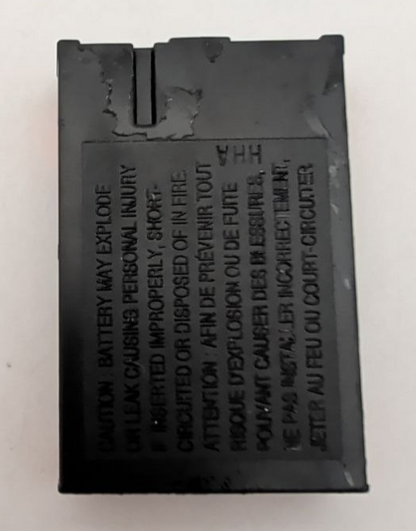 CAUTION : BATTERY MAY EXPLODE
OR LEAK CAUSING PERSONAL INJURY
IF INSERTED IMPROPERLY, SHORT-
CIRCUITED OR DISPOSED OF IN FIRE.
ATTENTION : AFIN DE PRÉVENIR TOUT
RISQUE D'EXPLOSION OU DE FUITE
POUVANT CAUSER DES BLESSURES,
NE PAS INSTALLER INCORRECTEMENT,
JETER AU FEU OU COURT-CIRCUITER